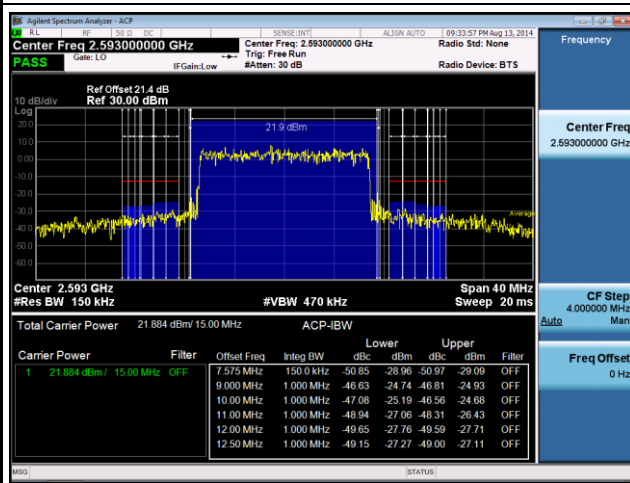 Agilent Spectrum Analyzer - ACP
RL RF 50 Ω DC SENSE:INT ALIGN AUTO 09:33:57 PM Aug 13, 2014
Center Freq 2.593000000 GHz Center Freq: 2.593000000 GHz Radio Std: None
PASS Gate: LO Trig: Free Run
IFGain:Low #Atten: 30 dB Radio Device: BTS
Ref Offset 21.4 dB
10 dB/div Ref 30.00 dBm
Log
20.0
21.9 dBm
10.0
0.00
-10.0
-20.0
-30.0
Average
-40.0
-50.0
-60.0
Center 2.593 GHz Span 40 MHz
#Res BW 150 kHz #VBW 470 kHz Sweep 20 ms
Total Carrier Power 21.884 dBm/ 15.00 MHz ACP-IBW
Lower Upper
Carrier Power Filter Offset Freq Integ BW dBc dBm dBc dBm Filter
1 21.884 dBm / 15.00 MHz OFF 7.575 MHz 150.0 kHz -50.85 -28.96 -50.97 -29.09 OFF
9.000 MHz 1.000 MHz -46.63 -24.74 -46.81 -24.93 OFF
10.00 MHz 1.000 MHz -47.08 -25.19 -46.56 -24.68 OFF
11.00 MHz 1.000 MHz -48.94 -27.06 -48.31 -26.43 OFF
12.00 MHz 1.000 MHz -49.65 -27.76 -49.59 -27.71 OFF
12.50 MHz 1.000 MHz -49.15 -27.27 -49.00 -27.11 OFF
MSG STATUS
Frequency
Center Freq
2.593000000 GHz
CF Step
4.000000 MHz
Auto Man
Freq Offset
0 Hz